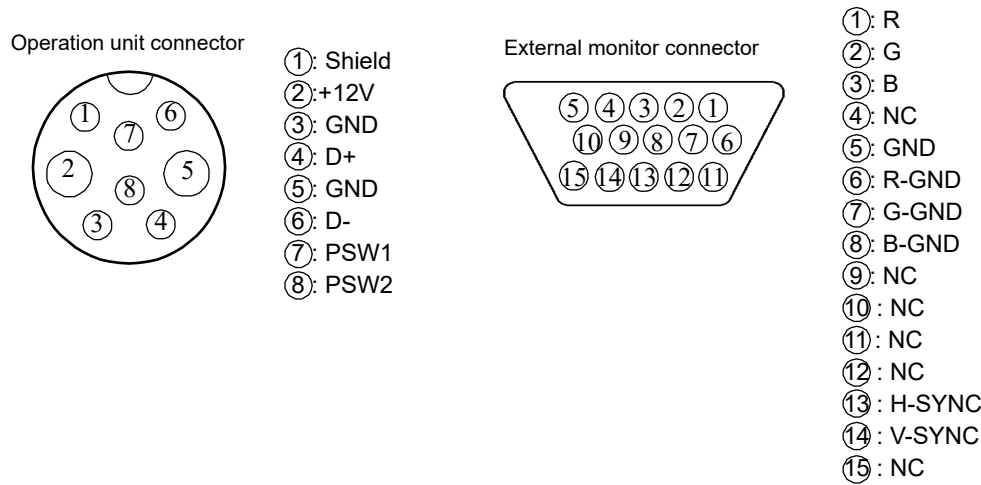 Operation unit connector
1 6
7
2 5
8
3 4
①: Shield
②:+12V
③: GND
④: D+
⑤: GND
⑥: D-
⑦: PSW1
⑧: PSW2
External monitor connector
5 4 3 2 1
10 9 8 7 6
15 14 13 12 11
①: R
②: G
③: B
④: NC
⑤: GND
⑥: R-GND
⑦: G-GND
⑧: B-GND
⑨: NC
⑩: NC
⑪: NC
⑫: NC
⑬: H-SYNC
⑭: V-SYNC
⑮: NC